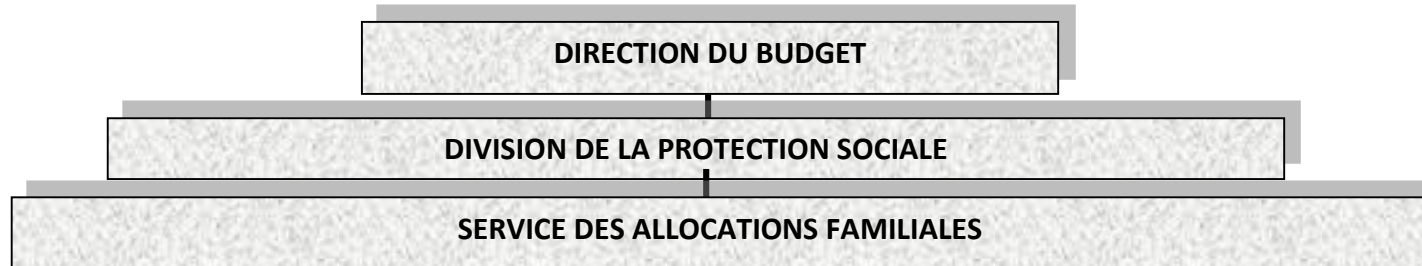 DIRECTION DU BUDGET
DIVISION DE LA PROTECTION SOCIALE
SERVICE DES ALLOCATIONS FAMILIALES